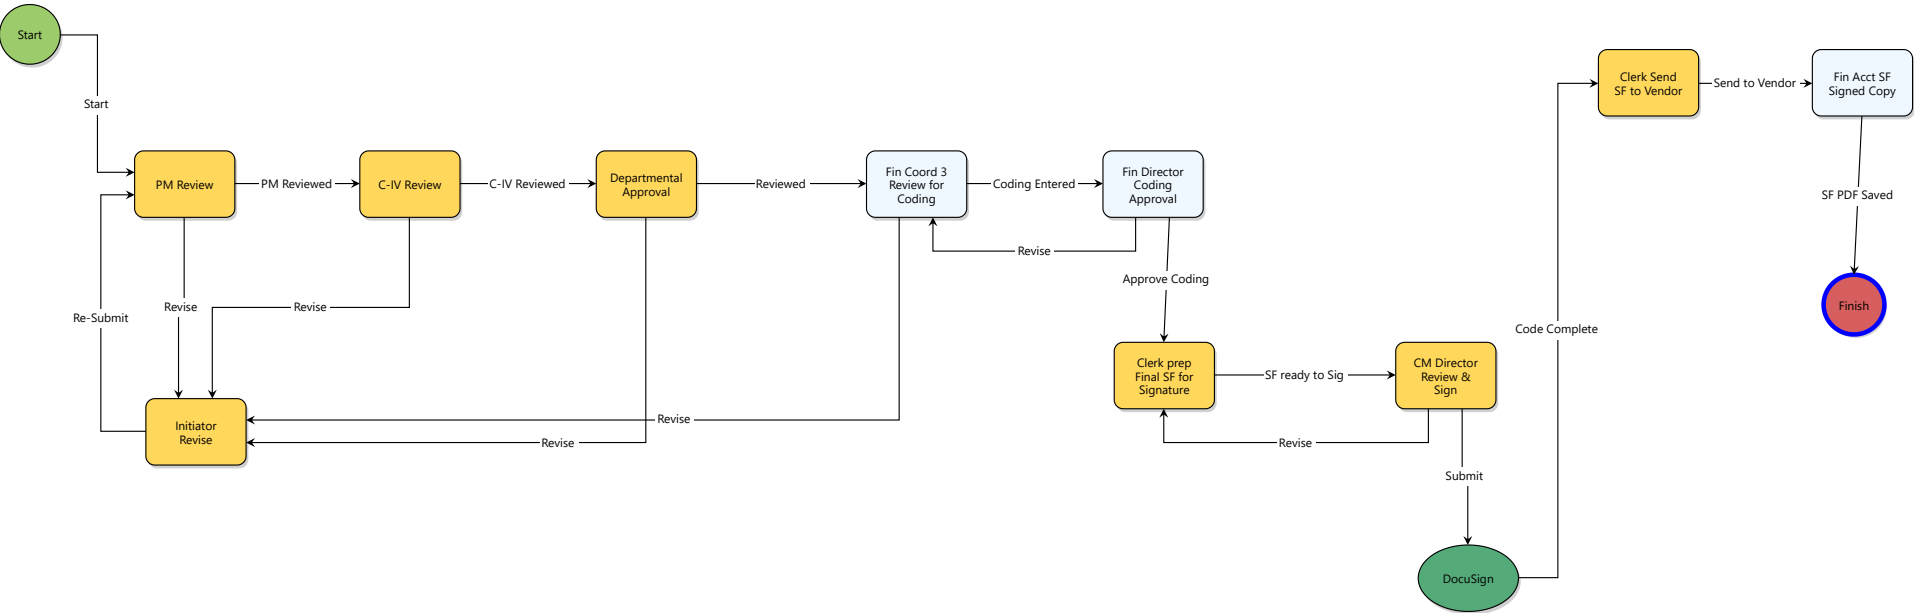 Start
Clerk Send
SF to Vendor
Send to Vendor
Fin Acct SF
Signed Copy
Start
PM Review
PM Reviewed
C-IV Review
C-IV Reviewed
Departmental
Approval
Reviewed
Fin Coord 3
Review for
Coding
Coding Entered
Fin Director
Coding
Approval
SF PDF Saved
Revise
Approve Coding
Revise
Revise
Re-Submit
Finish
Code Complete
Clerk prep
Final SF for
Signature
SF ready to Sig
CM Director
Review &
Sign
Initiator
Revise
Revise
Revise
Revise
Submit
DocuSign